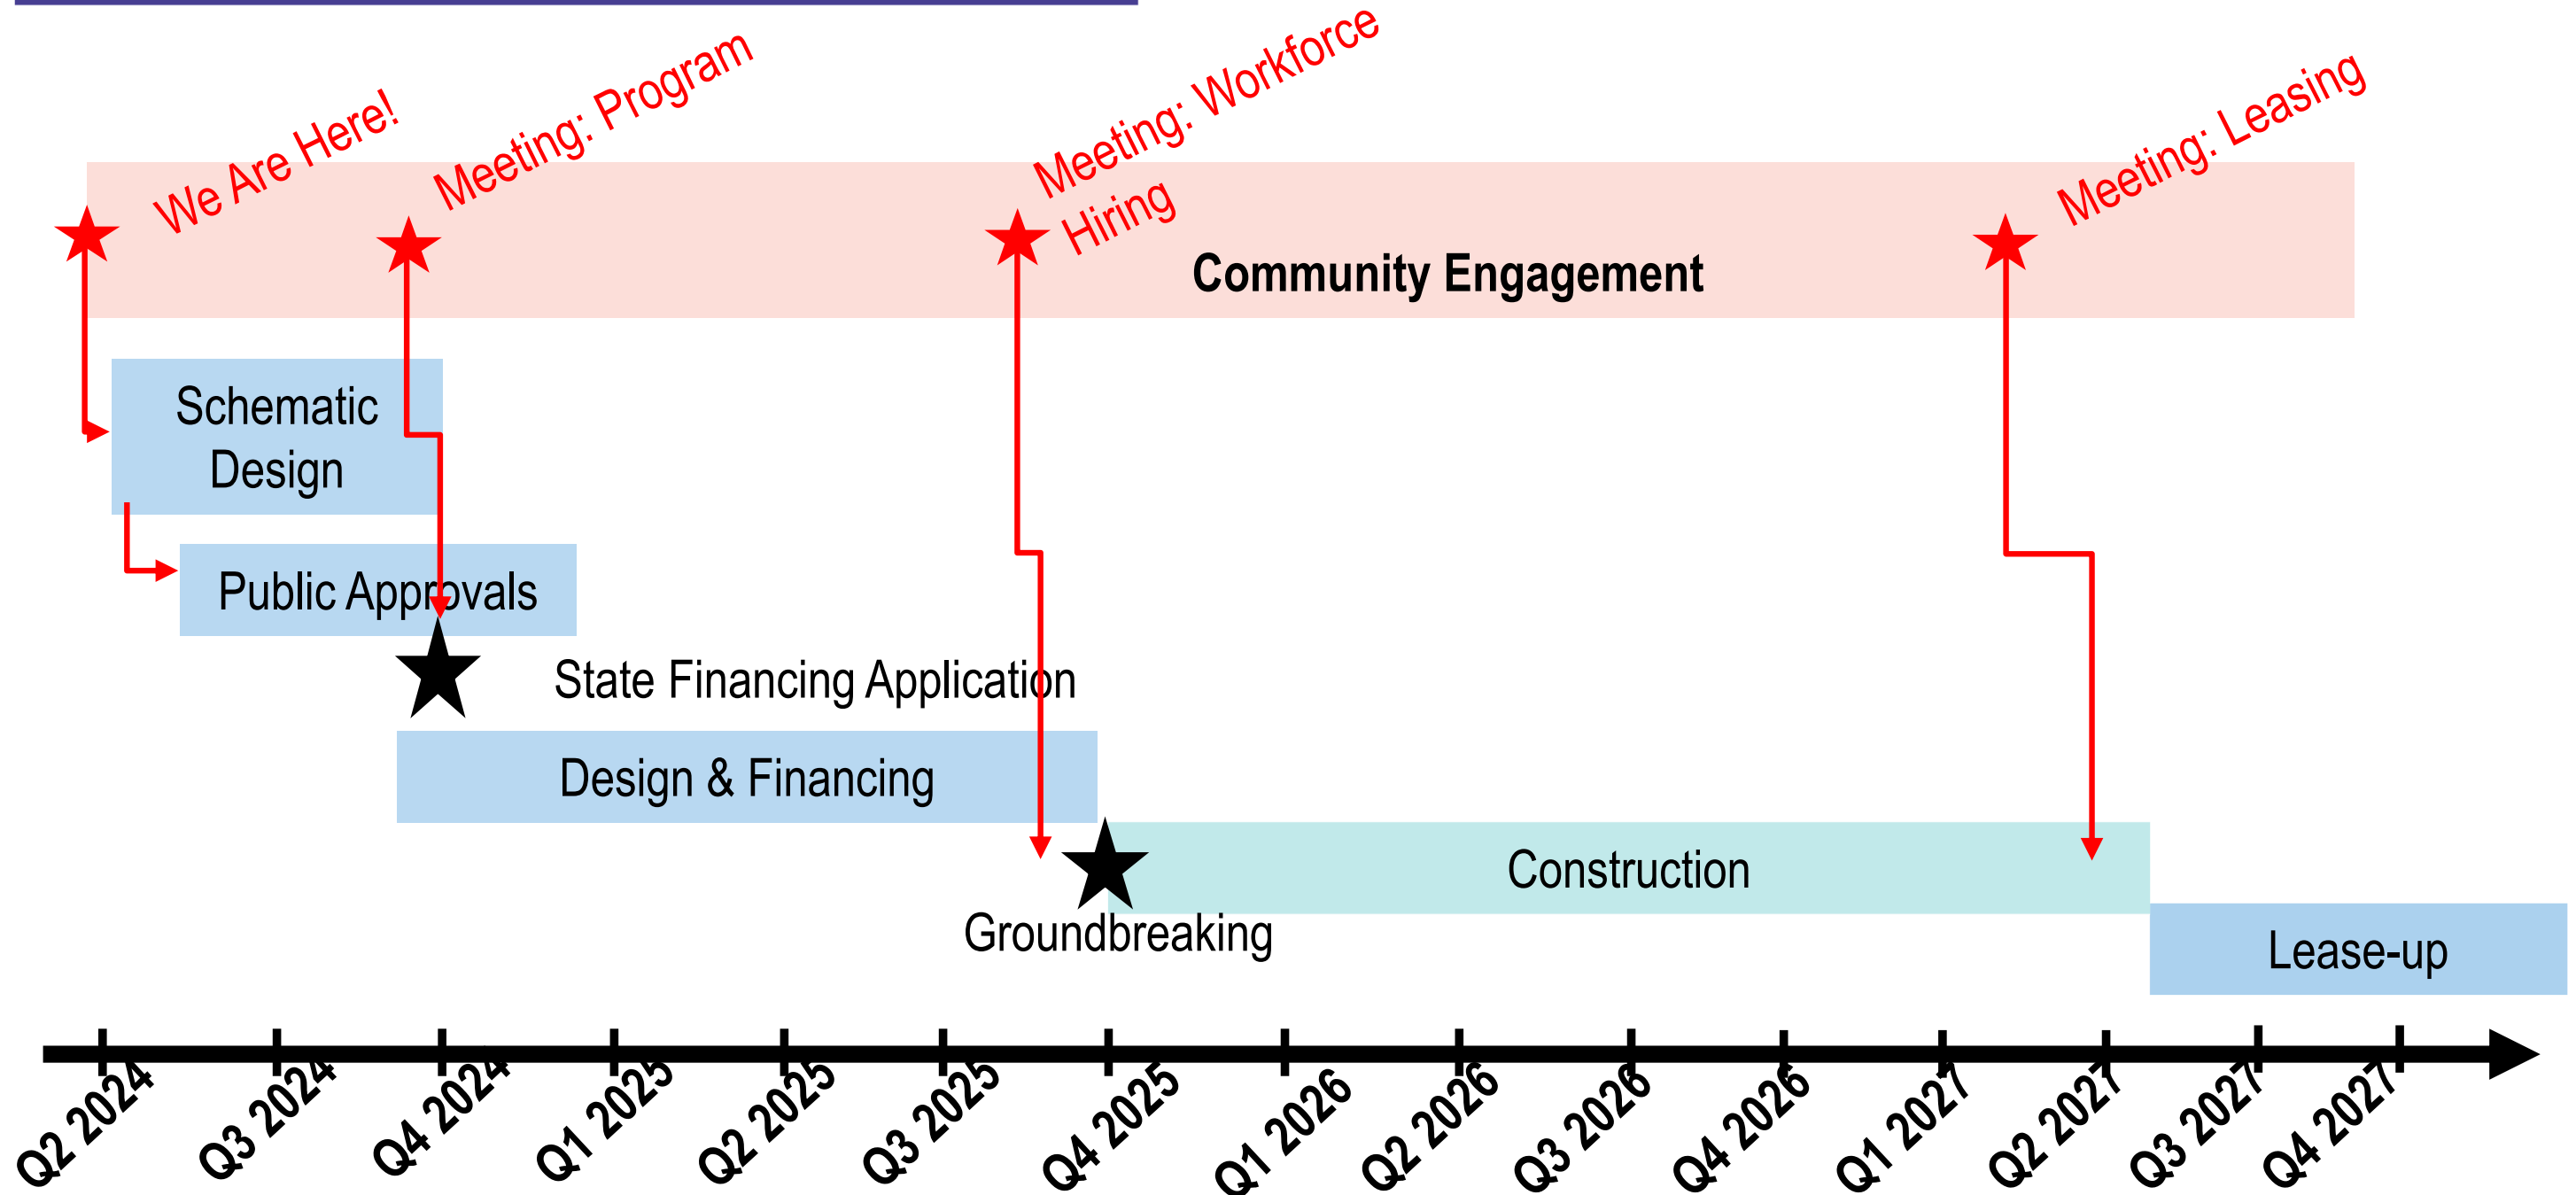 We Are Here!
Meeting: Program
Meeting: Workforce
Hiring
Meeting: Leasing
Community Engagement
Schematic
Design
Public Approvals
State Financing Application
Design & Financing
Construction
Groundbreaking
Lease-up
Q2 2024
Q3 2024
Q4 2024
Q1 2025
Q2 2025
Q3 2025
Q4 2025
Q1 2026
Q2 2026
Q3 2026
Q4 2026
Q1 2027
Q2 2027
Q3 2027
Q4 2027